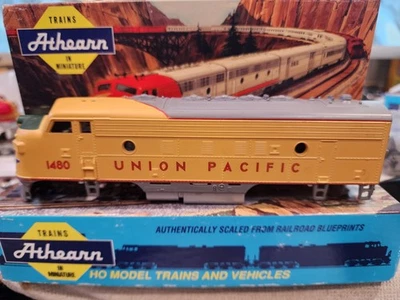 TRAINS
Athearn
IN
MINIATURE
1480
UNION PACIFIC
TRAINS
Athearn
IN
MINIATURE
AUTHENTICALLY SCALED FROM RAILROAD BLUEPRINTS
HO MODEL TRAINS AND VEHICLES